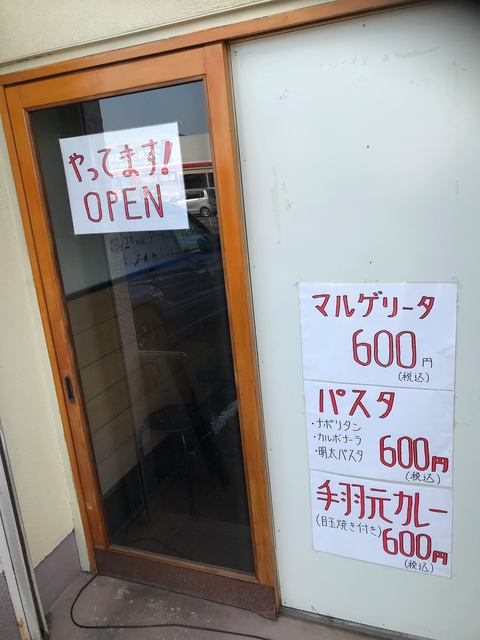 やってます!
OPEN
マルゲリータ
600円
(税込)
パスタ
・ナポリタン
・カルボナーラ
・明太パスタ
600円
(税込)
手羽元カレー
(目玉焼き付き)
600円
(税込)